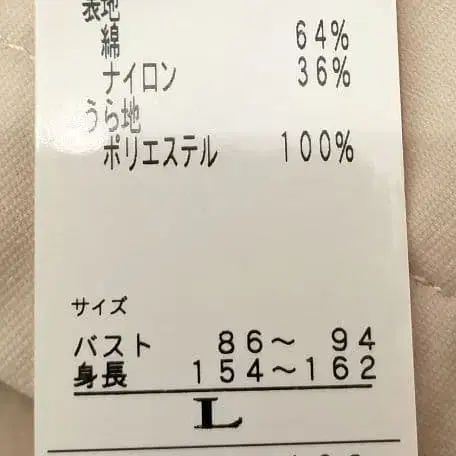 表地
綿 64%
ナイロン 36%
うら地
ポリエステル 100%
サイズ
バスト 86～ 94
身長 154～162
L